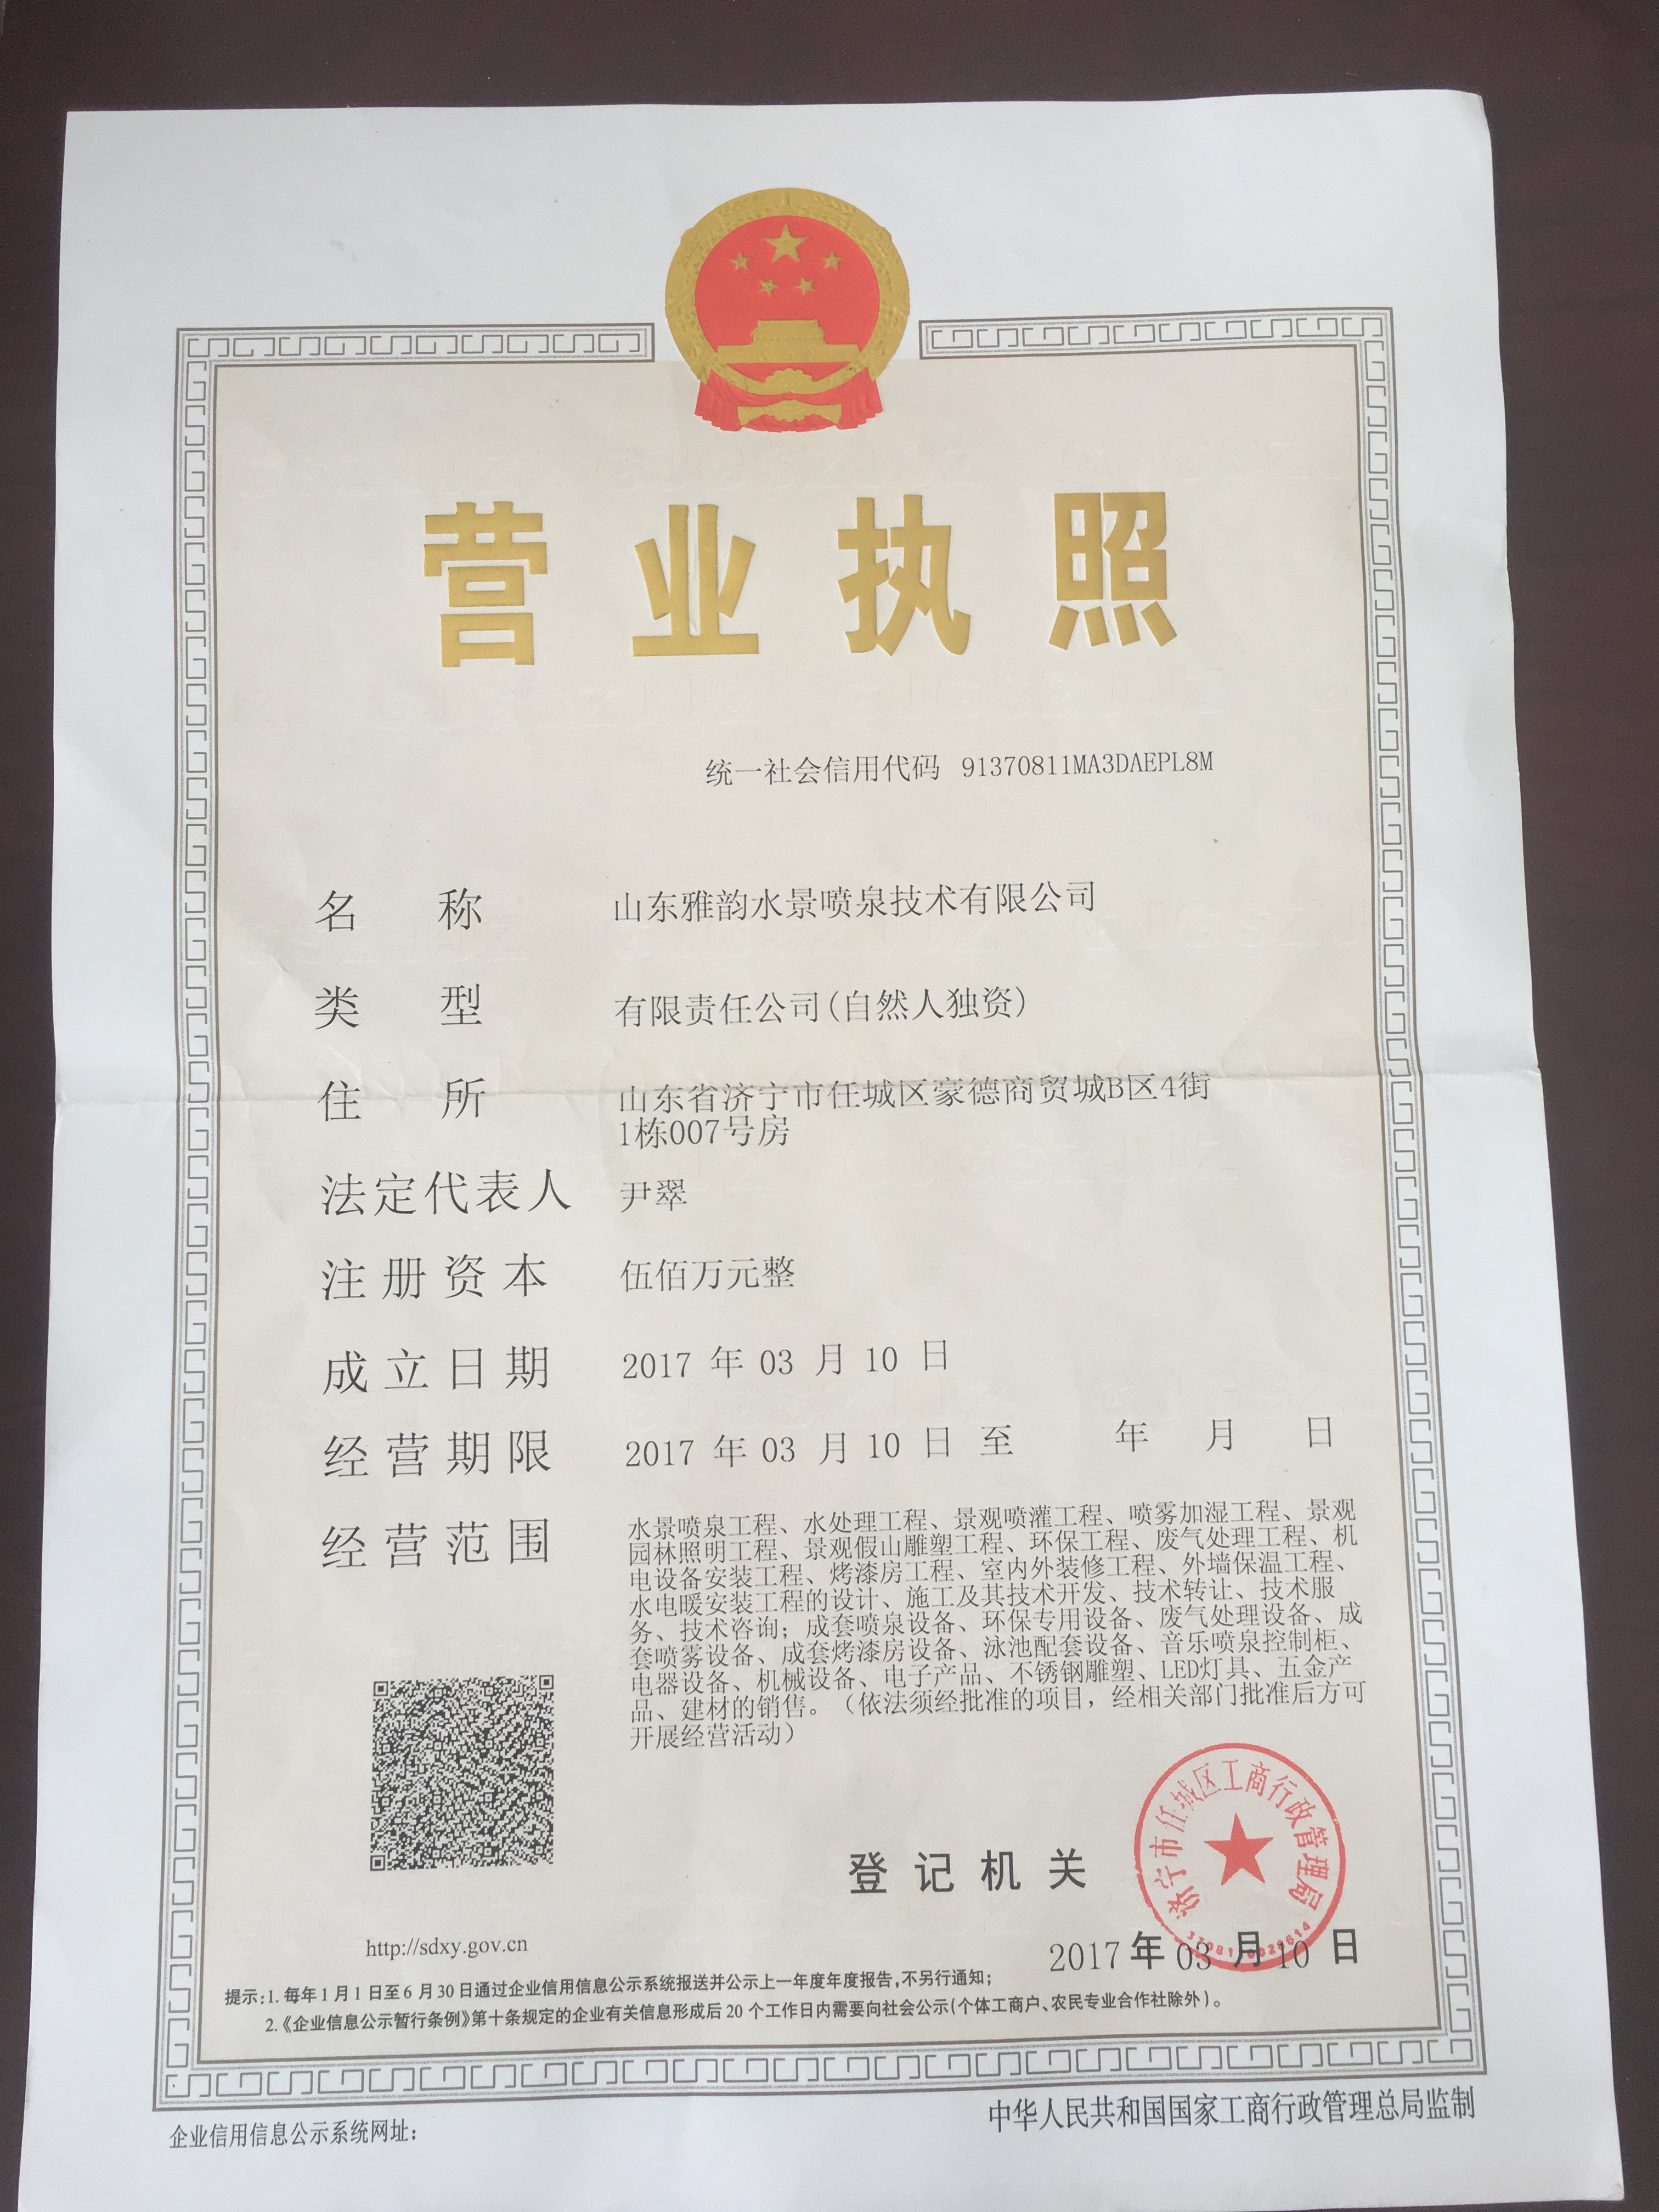 营业执照
统一社会信用代码 91370811MA3DAEPL8M
名称 山东雅韵水景喷泉技术有限公司
类型 有限责任公司(自然人独资)
住所 山东省济宁市任城区豪德商贸城B区4街
1栋007号房
法定代表人 尹翠
注册资本 伍佰万元整
成立日期 2017 年 03 月 10 日
经营期限 2017 年 03 月 10 日 至 年 月 日
经营范围 水景喷泉工程、水处理工程、景观喷灌工程、喷雾加湿工程、景观
园林照明工程、景观假山雕塑工程、环保工程、废气处理工程、机
电设备安装工程、烤漆房工程、室内外装修工程、外墙保温工程、
水电暖安装工程的设计、施工及其技术开发、技术转让、技术服
务、技术咨询；成套喷泉设备、环保专用设备、废气处理设备、成
套喷雾设备、成套烤漆房设备、泳池配套设备、音乐喷泉控制柜、
电器设备、机械设备、电子产品、不锈钢雕塑、LED灯具、五金产
品、建材的销售。（依法须经批准的项目，经相关部门批准后方可
开展经营活动）
济宁市任城区工商行政管理局
登记机关
2017 年 03 月 10 日
http://sdxy.gov.cn
提示：1. 每年1月1日至6月30日通过企业信用信息公示系统报送并公示上一年度年度报告，不另行通知；
2.《企业信息公示暂行条例》第十条规定的企业有关信息形成后20个工作日内需要向社会公示（个体工商户、农民专业合作社除外）。
企业信用信息公示系统网址：
中华人民共和国国家工商行政管理总局监制